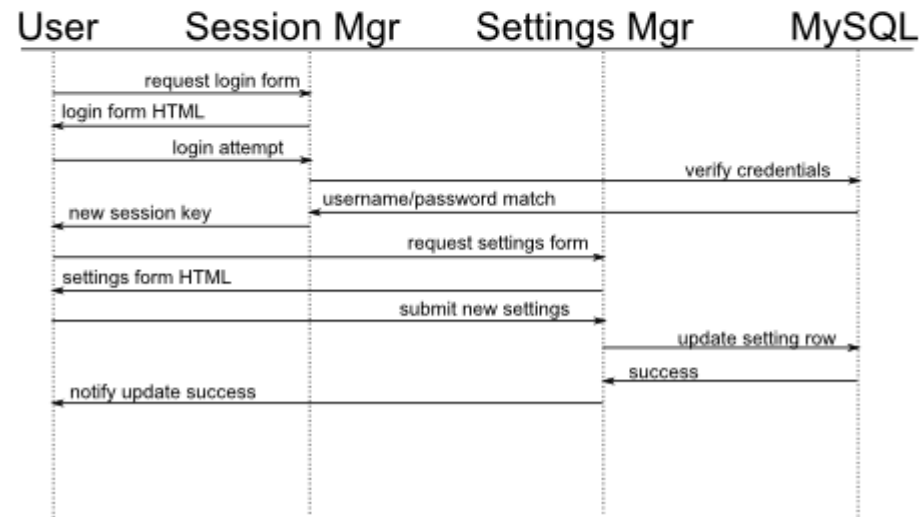 User Session Mgr Settings Mgr MySQL
request login form
login form HTML
login attempt
verify credentials
username/password match
new session key
request settings form
settings form HTML
submit new settings
update setting row
success
notify update success